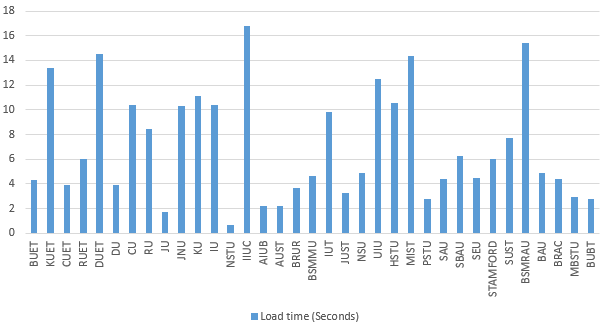 18
16
14
12
10
8
6
4
2
0
BUET
KUET
CUET
RUET
DUET
DU
CU
RU
JU
JNU
KU
IU
NSTU
IIUC
AIUB
AUST
BRUR
BSMMU
IUT
JUST
NSU
UIU
HSTU
MIST
PSTU
SAU
SBAU
SEU
STAMFORD
SUST
BSMRAU
BAU
BRAC
MBSTU
BUBT
Load time (Seconds)